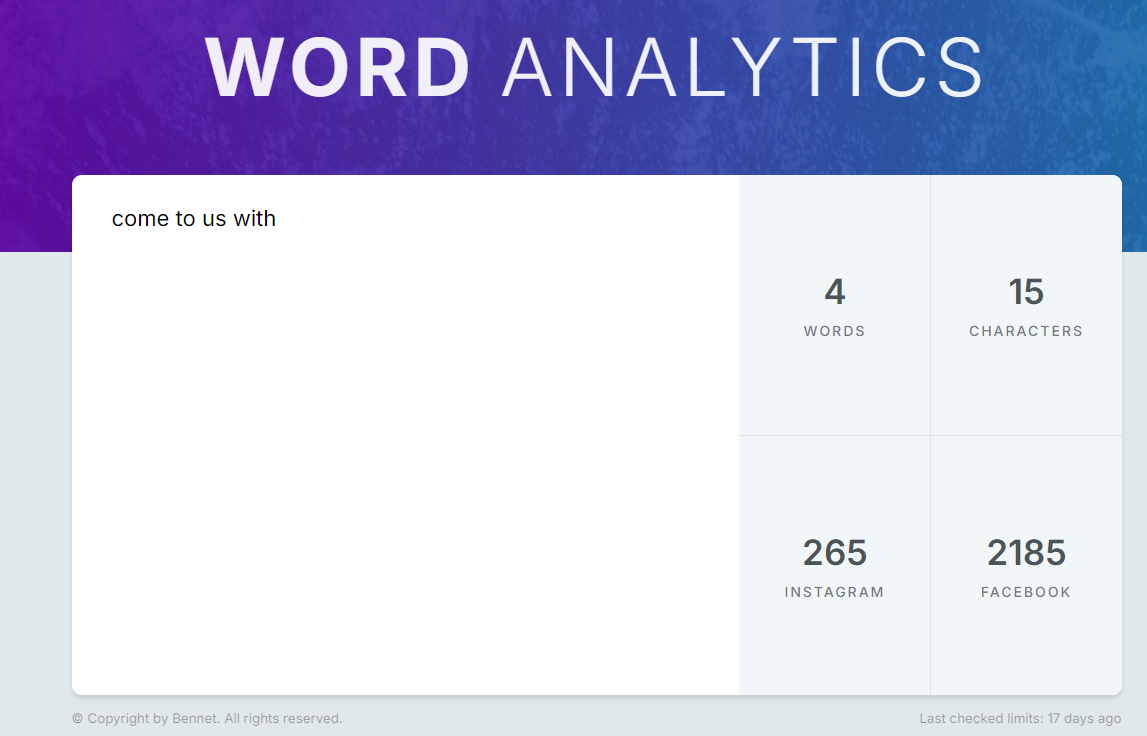 WORD ANALYTICS
come to us with
4
WORDS
15
CHARACTERS
265
INSTAGRAM
2185
FACEBOOK
© Copyright by Bennet. All rights reserved.
Last checked limits: 17 days ago